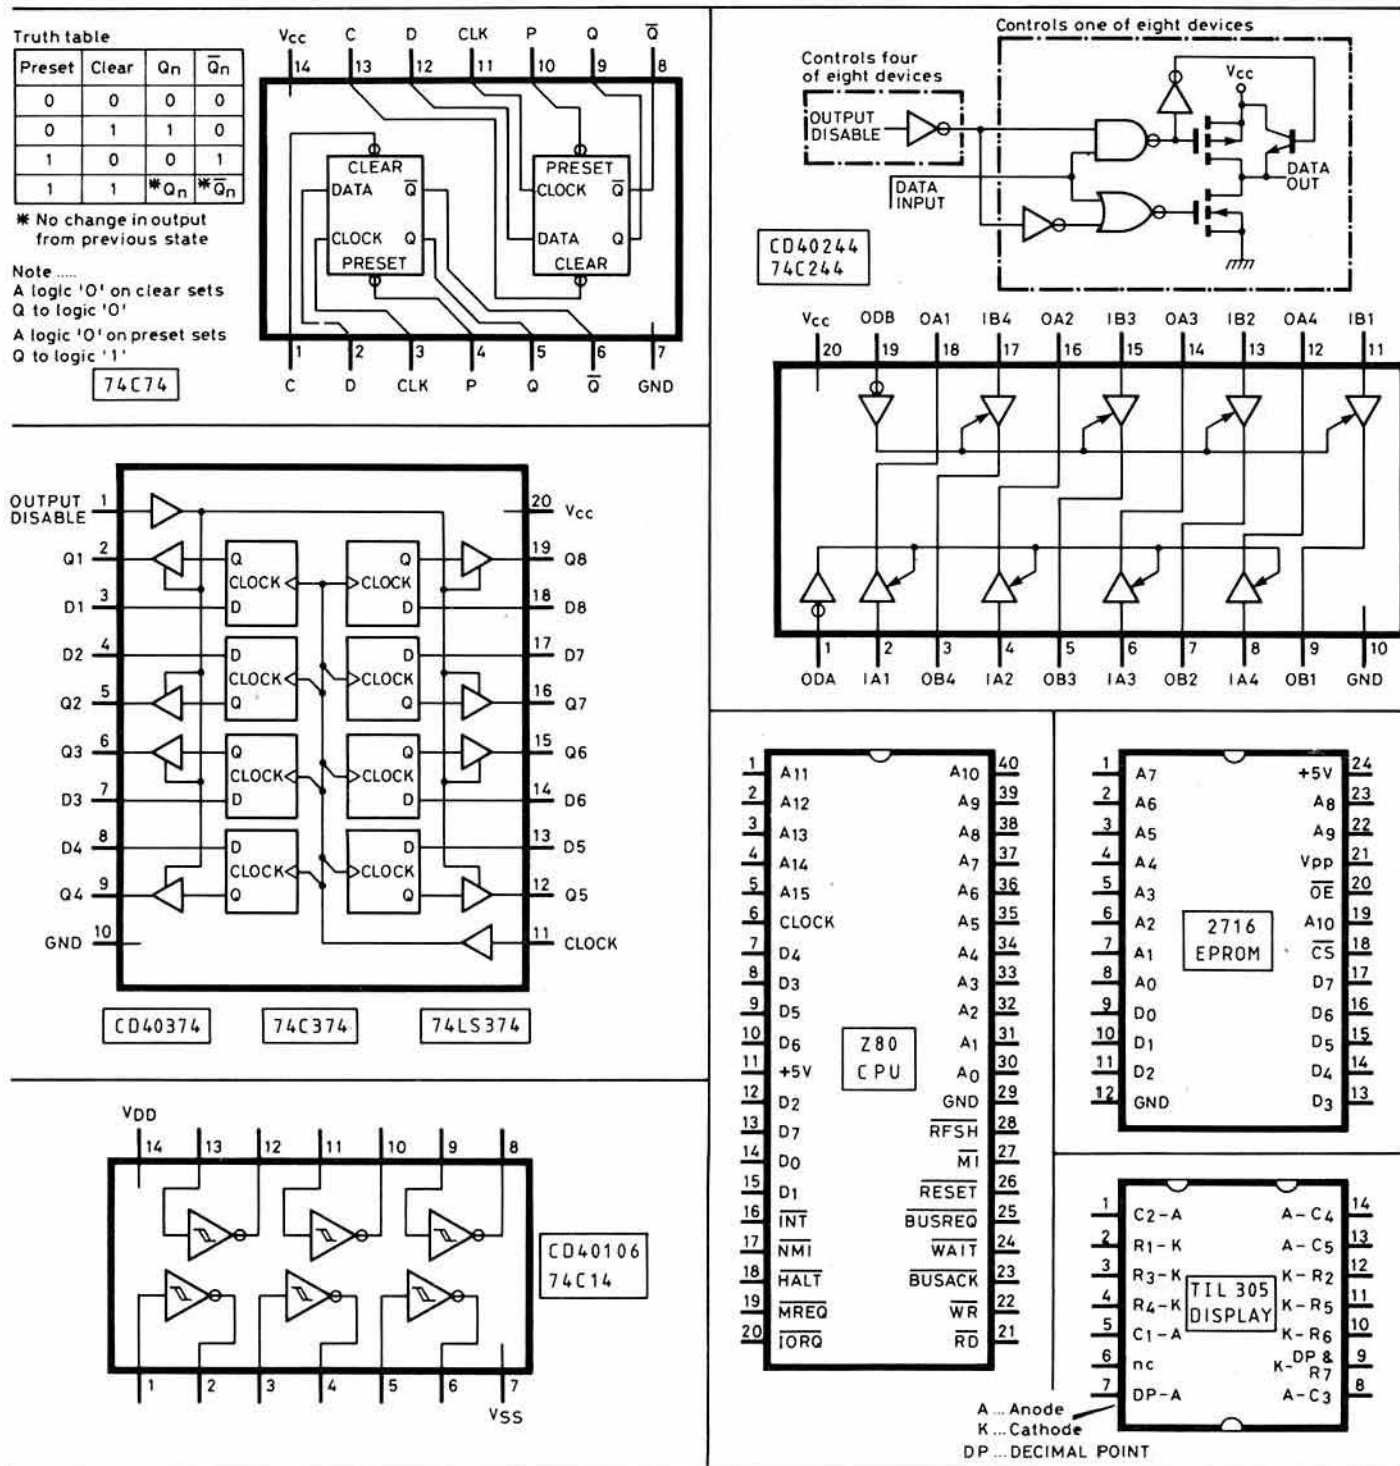 Truth table
Preset Clear Qn Q̅n
0 0 0 0
0 1 1 0
1 0 0 1
1 1 *Qn *Q̅n
* No change in output
from previous state
Note .....
A logic 'O' on clear sets
Q to logic 'O'
A logic 'O' on preset sets
Q to logic '1'
74C74
Vcc C D CLK P Q Q̅
14 13 12 11 10 9 8
CLEAR PRESET
DATA Q̅ CLOCK Q̅
CLOCK Q DATA Q
PRESET CLEAR
1 2 3 4 5 6 7
C D CLK P Q Q̅ GND
Controls one of eight devices
Controls four
of eight devices
OUTPUT
DISABLE
Vcc
DATA
INPUT
DATA
OUT
CD40244
74C244
Vcc ODB OA1 IB4 OA2 IB3 OA3 IB2 OA4 IB1
20 19 18 17 16 15 14 13 12 11
1 2 3 4 5 6 7 8 9 10
ODA IA1 OB4 IA2 OB3 IA3 OB2 IA4 OB1 GND
OUTPUT
DISABLE 1 20 Vcc
Q1 2 Q Q 19 Q8
CLOCK CLOCK
D1 3 D D 18 D8
D2 4 D D 17 D7
CLOCK CLOCK
Q2 5 Q Q 16 Q7
Q3 6 Q Q 15 Q6
CLOCK CLOCK
D3 7 D D 14 D6
D4 8 D D 13 D5
CLOCK CLOCK
Q4 9 Q Q 12 Q5
GND 10 11 CLOCK
CD40374 74C374 74LS374
VDD
14 13 12 11 10 9 8
1 2 3 4 5 6 7
VSS
CD40106
74C14
1 A11 A10 40
2 A12 A9 39
3 A13 A8 38
4 A14 A7 37
5 A15 A6 36
6 CLOCK A5 35
7 D4 A4 34
8 D3 A3 33
9 D5 A2 32
10 D6 A1 31
11 +5V A0 30
12 D2 GND 29
13 D7 R̅F̅S̅H̅ 28
14 D0 M̅I̅ 27
15 D1 R̅E̅S̅E̅T̅ 26
16 I̅N̅T̅ B̅U̅S̅R̅E̅Q̅ 25
17 N̅M̅I̅ W̅A̅I̅T̅ 24
18 H̅A̅L̅T̅ B̅U̅S̅A̅C̅K̅ 23
19 M̅R̅E̅Q̅ W̅R̅ 22
20 I̅O̅R̅Q̅ R̅D̅ 21
Z80
CPU
1 A7 +5V 24
2 A6 A8 23
3 A5 A9 22
4 A4 Vpp 21
5 A3 O̅E̅ 20
6 A2 A10 19
7 A1 C̅S̅ 18
8 A0 D7 17
9 D0 D6 16
10 D1 D5 15
11 D2 D4 14
12 GND D3 13
2716
EPROM
1 C2-A A-C4 14
2 R1-K A-C5 13
3 R3-K K-R2 12
4 R4-K K-R5 11
5 C1-A K-R6 10
6 nc K-DP & R7 9
7 DP-A A-C3 8
TIL 305
DISPLAY
A ... Anode
K ... Cathode
DP ... DECIMAL POINT